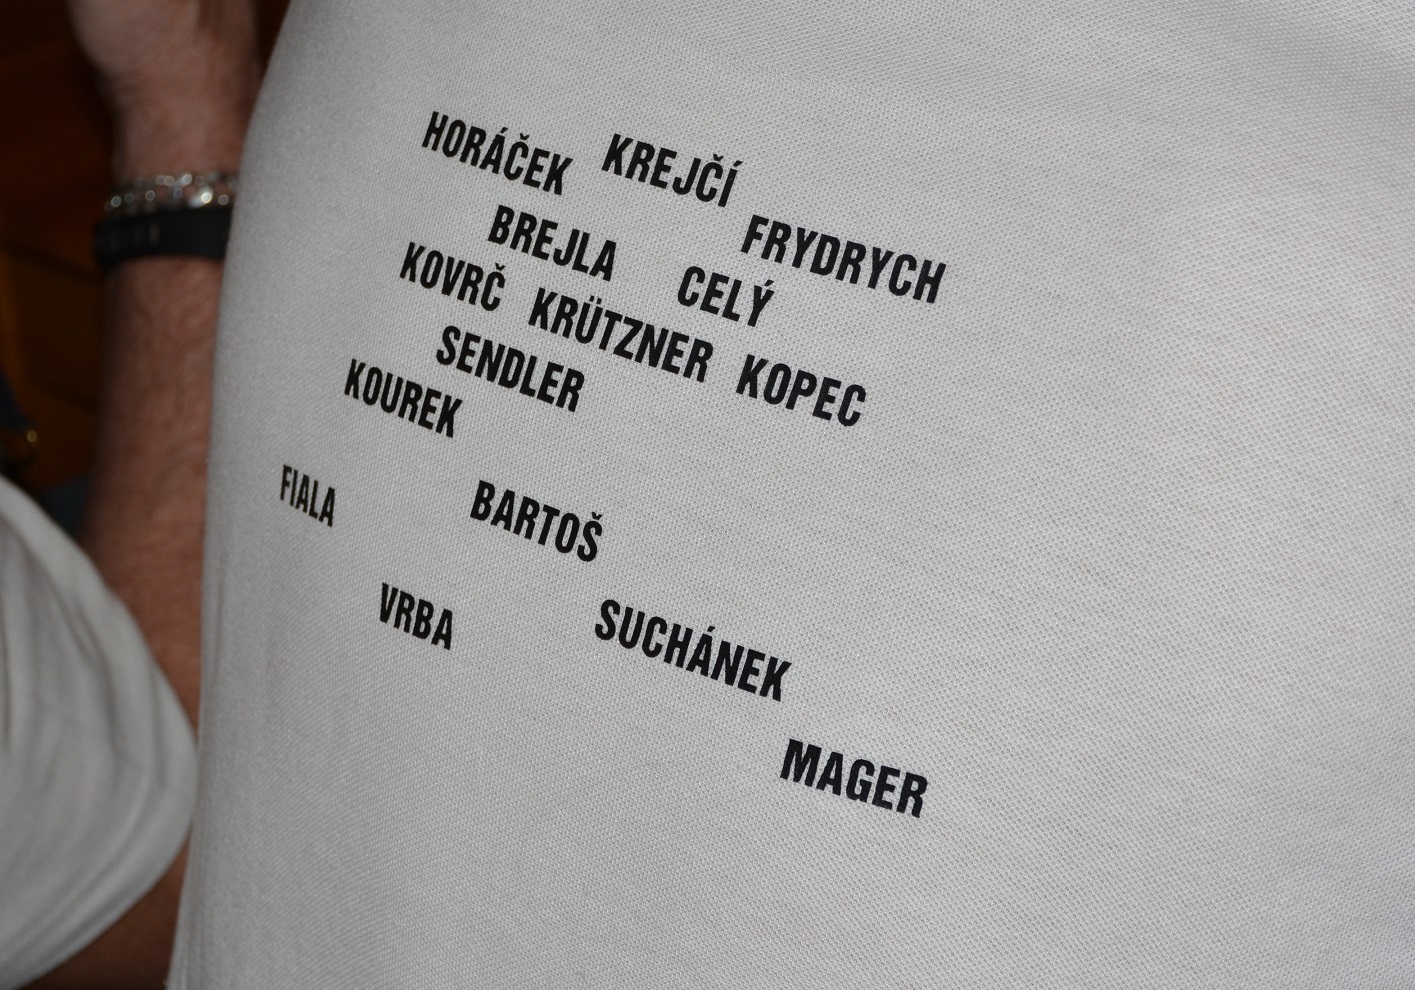 HORÁČEK KREJČÍ
FRYDRYCH
BREJLA CELÝ
KOVRČ KRÜTZNER KOPEC
SENDLER
KOUREK
FIALA BARTOŠ
VRBA SUCHÁNEK
MAGER